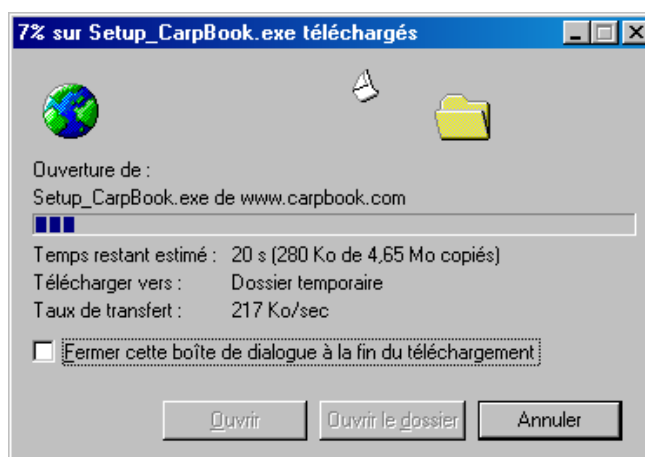 7% sur Setup_CarpBook.exe téléchargés
Ouverture de :
Setup_CarpBook.exe de www.carpbook.com
Temps restant estimé : 20 s (280 Ko de 4,65 Mo copiés)
Télécharger vers : Dossier temporaire
Taux de transfert : 217 Ko/sec
Fermer cette boîte de dialogue à la fin du téléchargement
Ouvrir Ouvrir le dossier Annuler